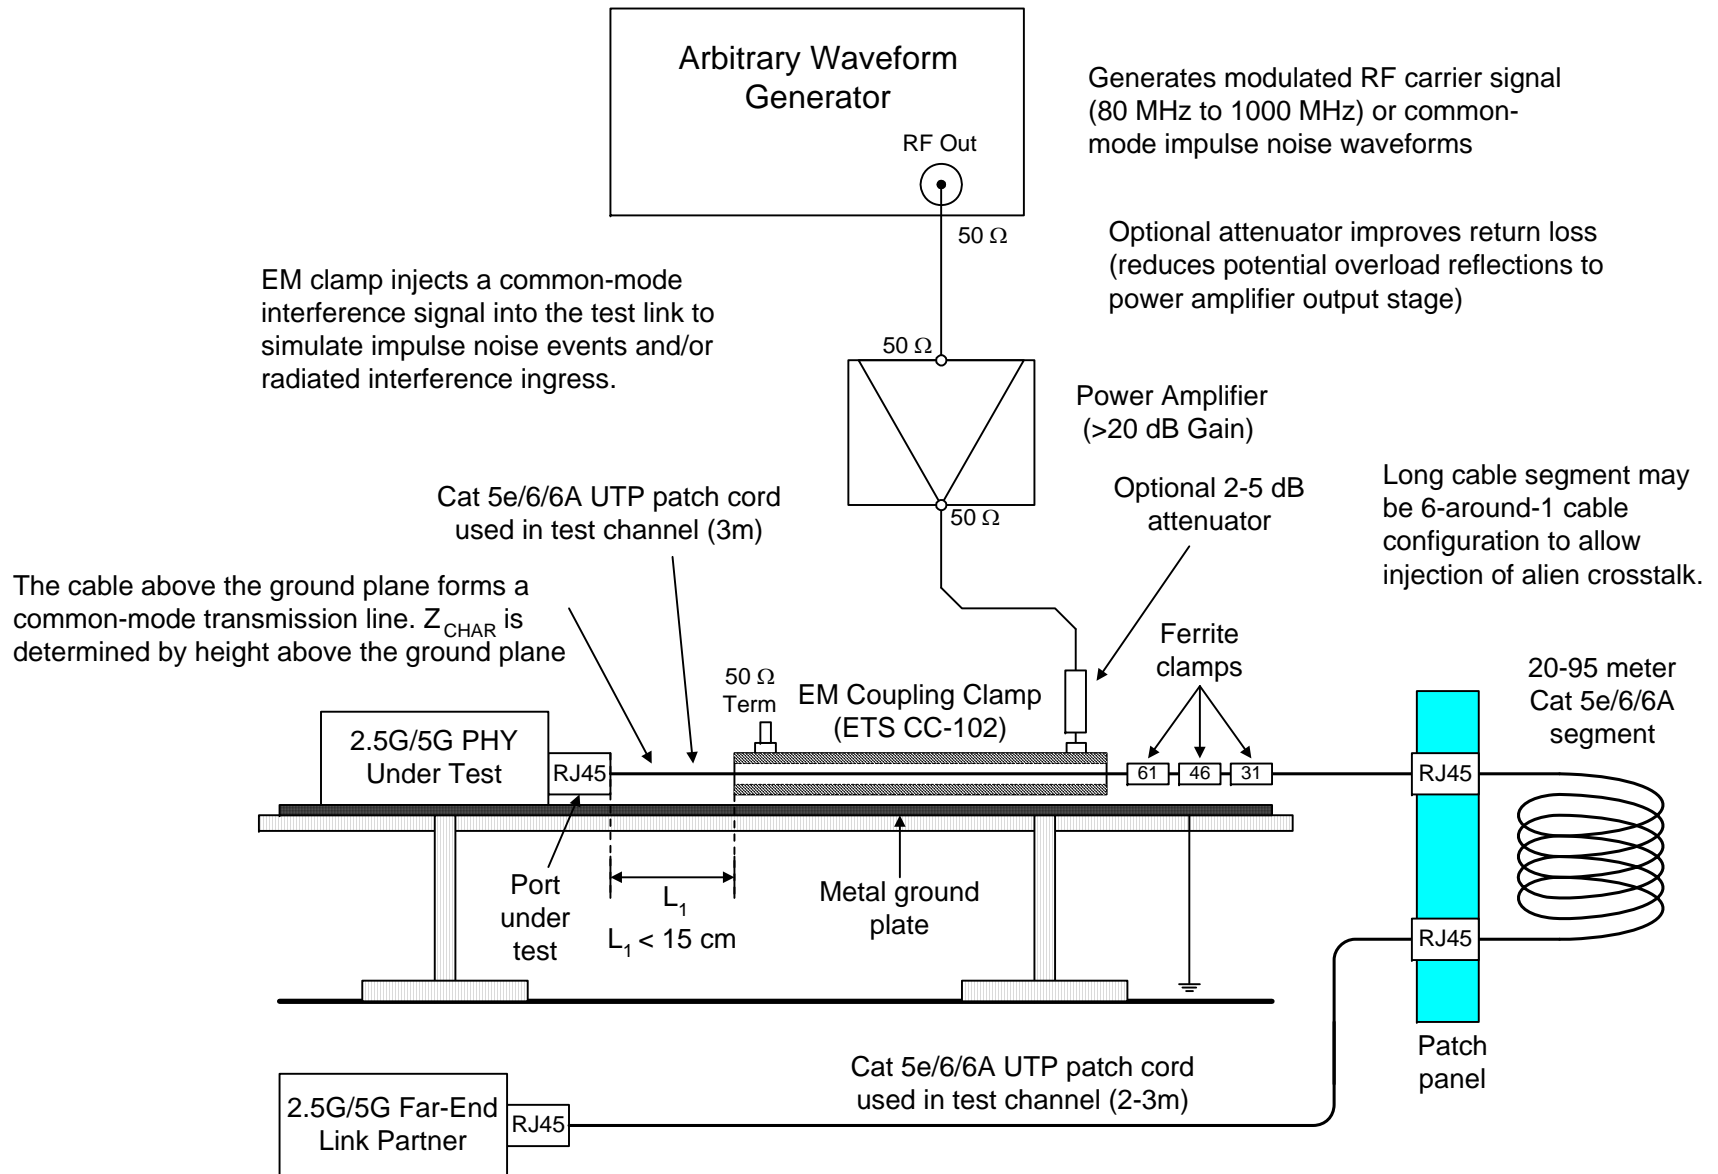 Arbitrary Waveform
Generator
RF Out
Generates modulated RF carrier signal
(80 MHz to 1000 MHz) or common-
mode impulse noise waveforms
50 Ω
Optional attenuator improves return loss
(reduces potential overload reflections to
power amplifier output stage)
EM clamp injects a common-mode
interference signal into the test link to
simulate impulse noise events and/or
radiated interference ingress.
50 Ω
Power Amplifier
(>20 dB Gain)
50 Ω
Cat 5e/6/6A UTP patch cord
used in test channel (3m)
Optional 2-5 dB
attenuator
Long cable segment may
be 6-around-1 cable
configuration to allow
injection of alien crosstalk.
The cable above the ground plane forms a
common-mode transmission line. Z CHAR is
determined by height above the ground plane
50 Ω
Term
EM Coupling Clamp
(ETS CC-102)
Ferrite
clamps
20-95 meter
Cat 5e/6/6A
segment
2.5G/5G PHY
Under Test
RJ45
61
46
31
RJ45
Port
under
test
L1
L1 < 15 cm
Metal ground
plate
RJ45
Patch
panel
Cat 5e/6/6A UTP patch cord
used in test channel (2-3m)
2.5G/5G Far-End
Link Partner
RJ45